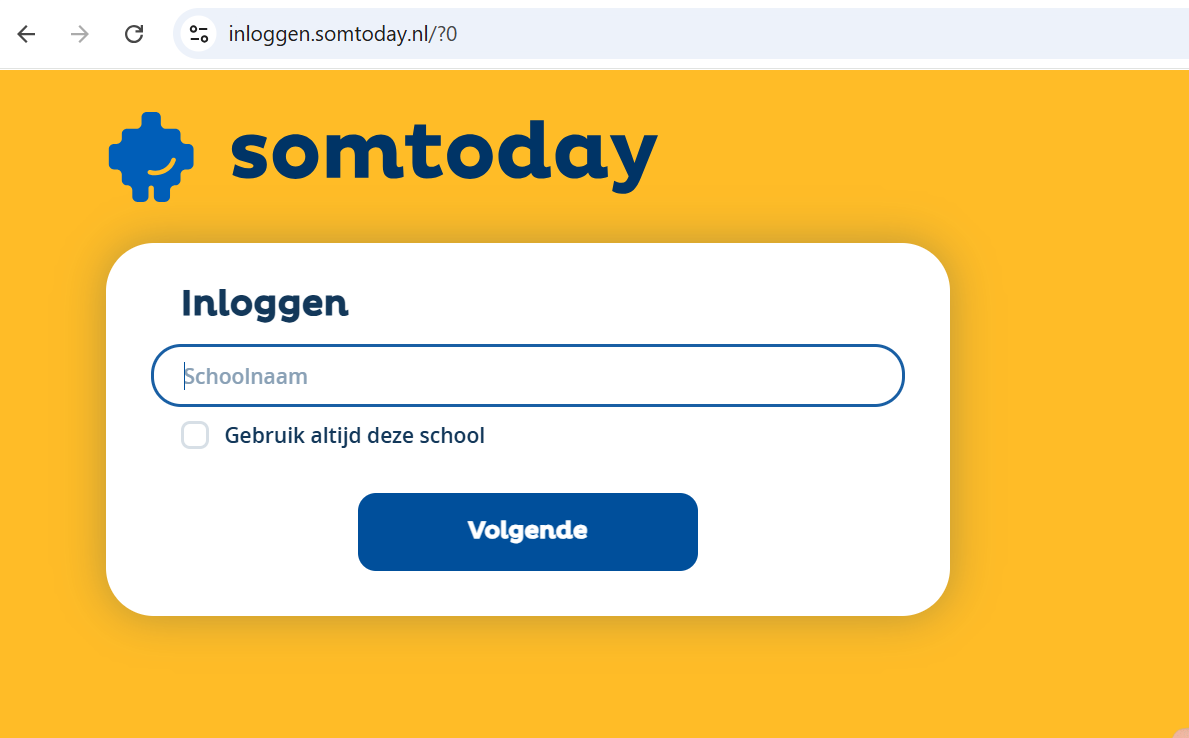 inloggen.somtoday.nl/?0
somtoday
Inloggen
Schoolnaam
Gebruik altijd deze school
Volgende